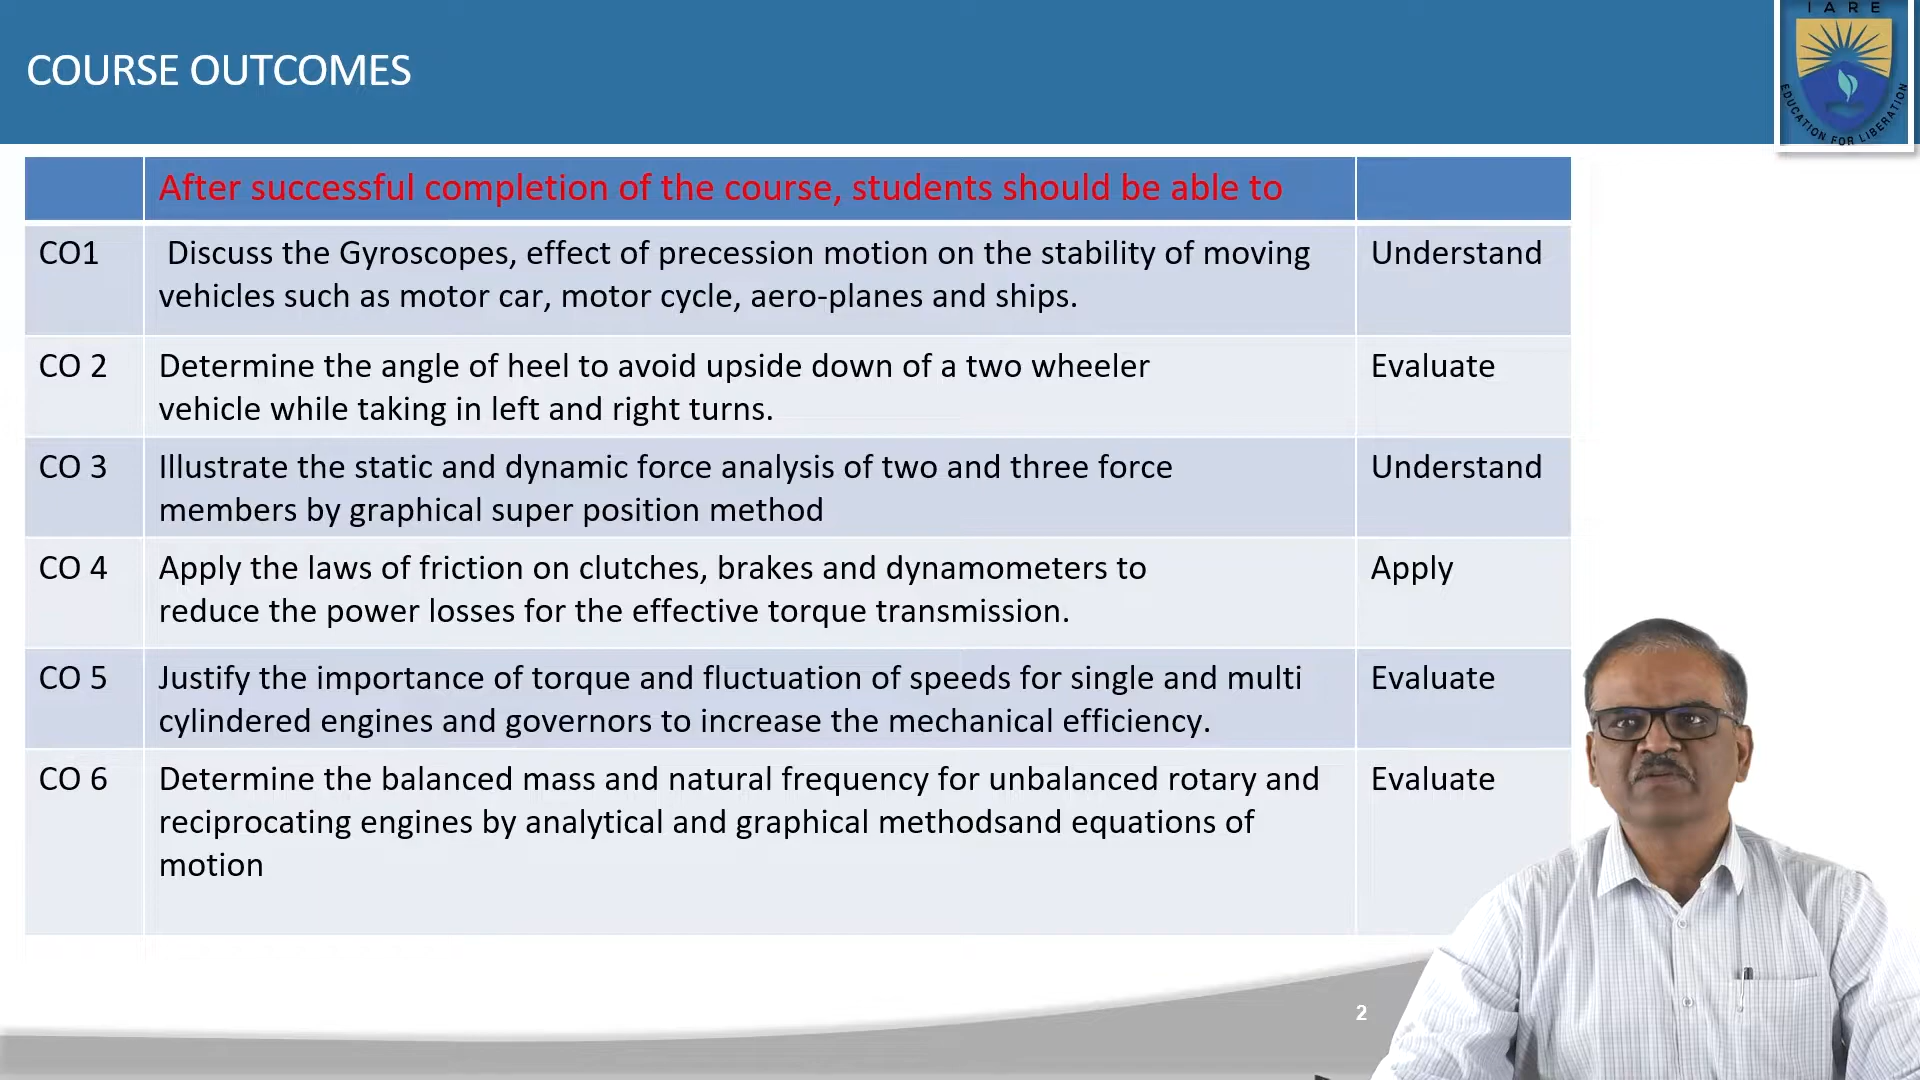 IARE
COURSE OUTCOMES
EDUCATION FOR LIBERATION
After successful completion of the course, students should be able to
CO1
Discuss the Gyroscopes, effect of precession motion on the stability of moving
vehicles such as motor car, motor cycle, aero-planes and ships.
Understand
CO 2
Determine the angle of heel to avoid upside down of a two wheeler
vehicle while taking in left and right turns.
Evaluate
CO 3
Illustrate the static and dynamic force analysis of two and three force
members by graphical super position method
Understand
CO 4
Apply the laws of friction on clutches, brakes and dynamometers to
reduce the power losses for the effective torque transmission.
Apply
CO 5
Justify the importance of torque and fluctuation of speeds for single and multi
cylindered engines and governors to increase the mechanical efficiency.
Evaluate
CO 6
Determine the balanced mass and natural frequency for unbalanced rotary and
reciprocating engines by analytical and graphical methodsand equations of
motion
Evaluate
2